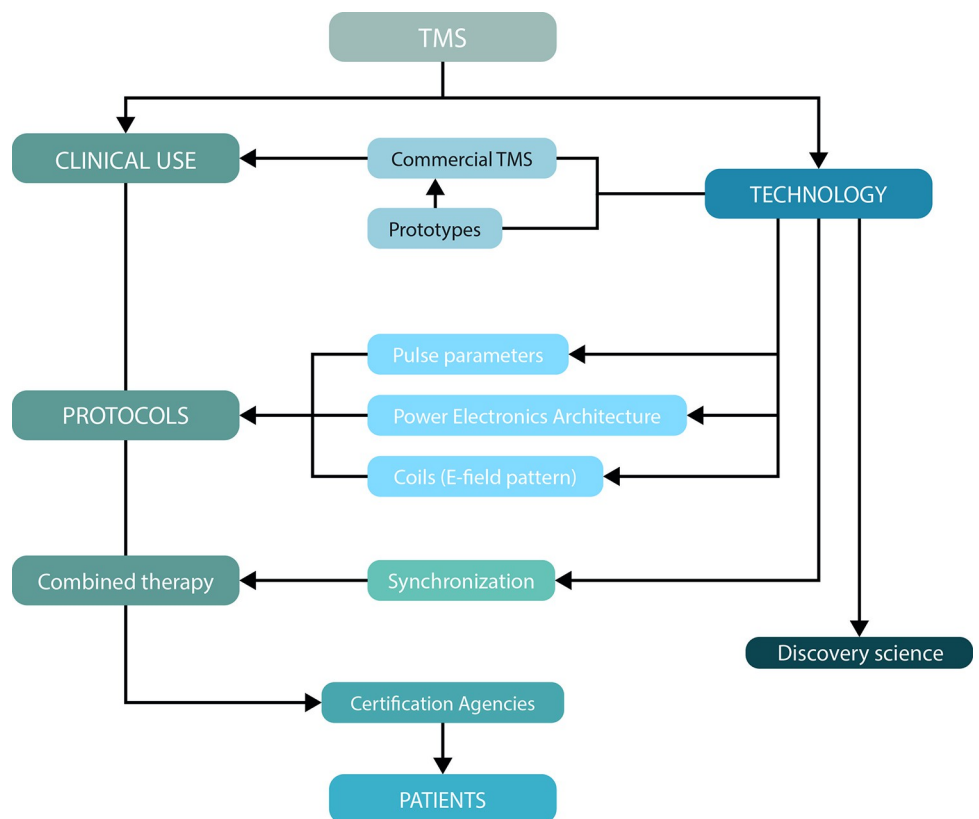 TMS
CLINICAL USE
Commercial TMS
TECHNOLOGY
Prototypes
Pulse parameters
PROTOCOLS
Power Electronics Architecture
Coils (E-field pattern)
Combined therapy
Synchronization
Discovery science
Certification Agencies
PATIENTS